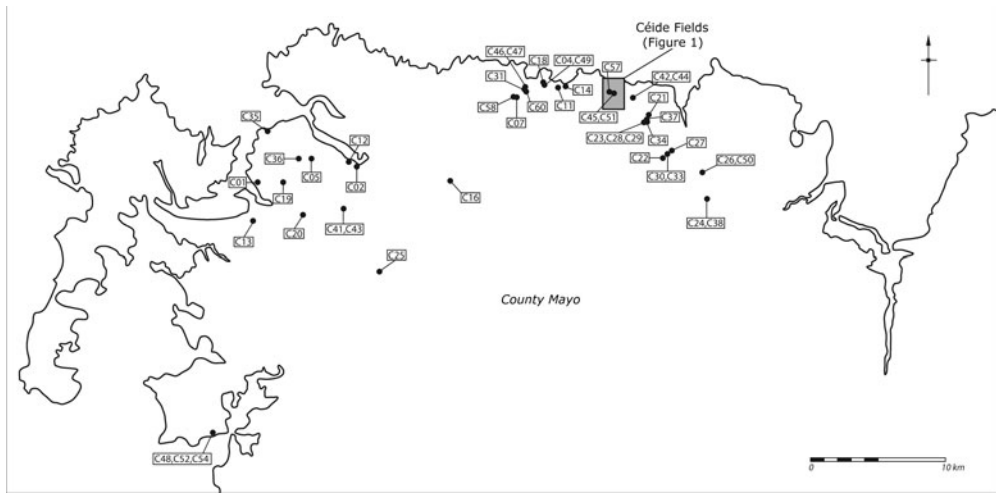 Céide Fields
(Figure 1)
C46,C47
C18
C04,C49
C57
C42,C44
C31
C14
C21
C58
C60
C11
C07
C45,C51
C37
C35
C23,C28,C29
C34
C12
C27
C36
C22
C26,C50
C05
C02
C30,C33
C01
C19
C16
C24,C38
C13
C20
C41,C43
C25
County Mayo
C48,C52,C54
0
10 km